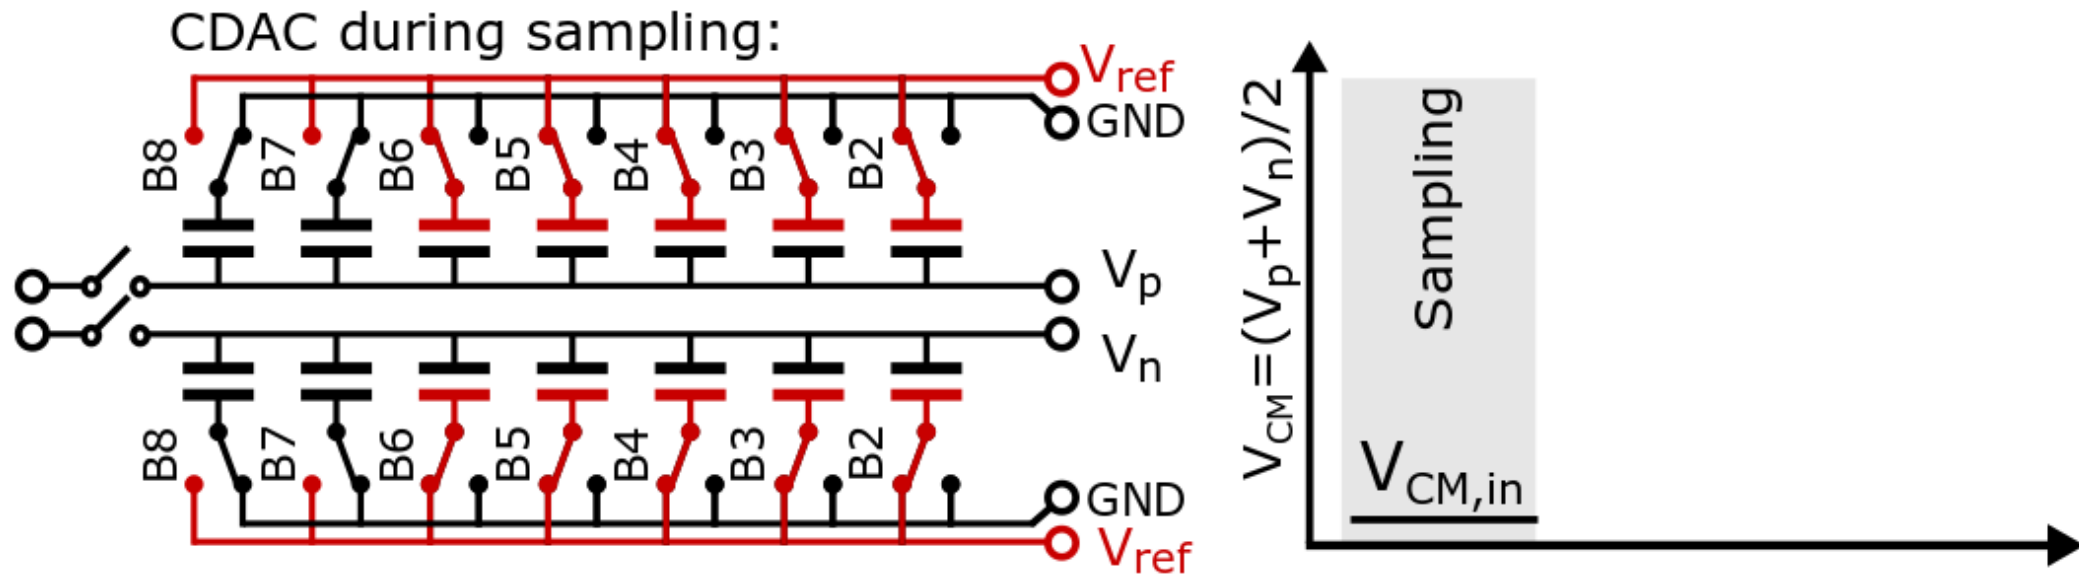 CDAC during sampling:
Vref
GND
B8 B7 B6 B5 B4 B3 B2
Vp
Vn
B8 B7 B6 B5 B4 B3 B2
GND
Vref
VCM=(Vp+Vn)/2
Sampling
VCM,in